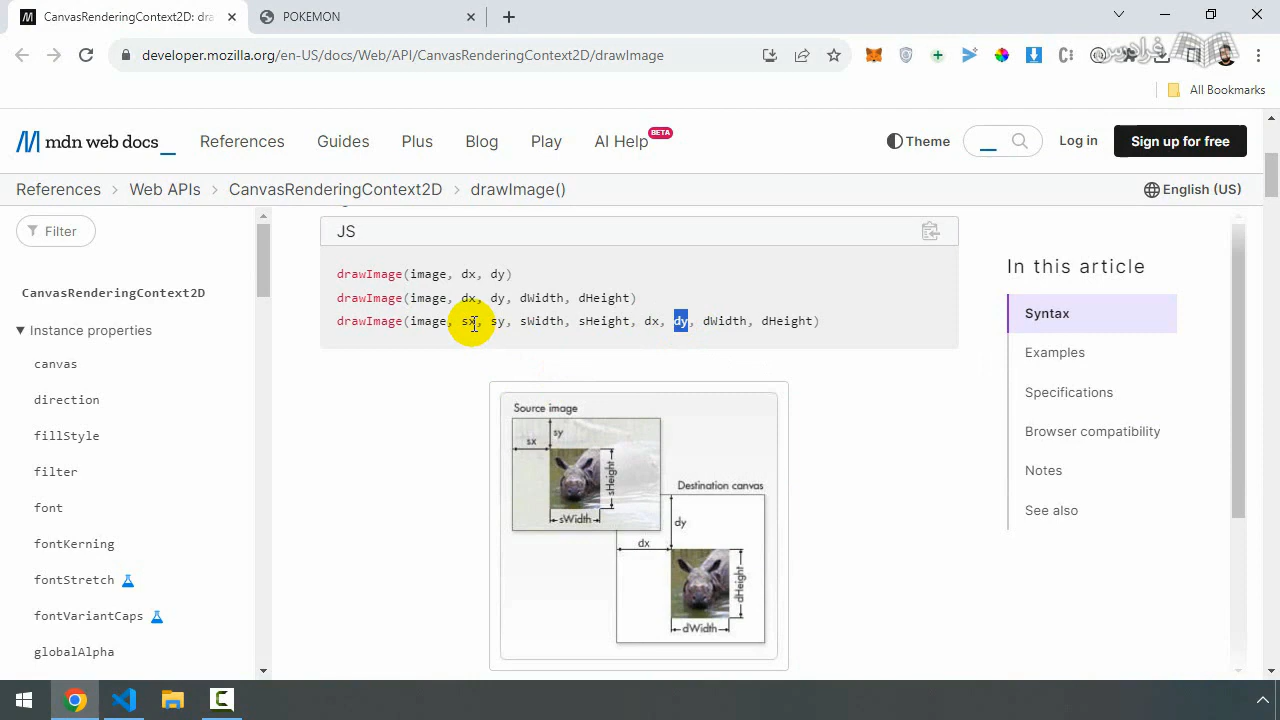 CanvasRenderingContext2D: dra
POKEMON
developer.mozilla.org/en-US/docs/Web/API/CanvasRenderingContext2D/drawImage
فرادرس
All Bookmarks
mdn web docs
References
Guides
Plus
Blog
Play
AI Help BETA
Theme
Log in
Sign up for free
References
Web APIs
CanvasRenderingContext2D
drawImage()
English (US)
Filter
CanvasRenderingContext2D
Instance properties
canvas
direction
fillStyle
filter
font
fontKerning
fontStretch
fontVariantCaps
globalAlpha
JS
drawImage(image, dx, dy)
drawImage(image, dx, dy, dWidth, dHeight)
drawImage(image, sx, sy, sWidth, sHeight, dx, dy, dWidth, dHeight)
Source image
sy
sx
sHeight
sWidth
Destination canvas
dy
dx
dHeight
dWidth
In this article
Syntax
Examples
Specifications
Browser compatibility
Notes
See also